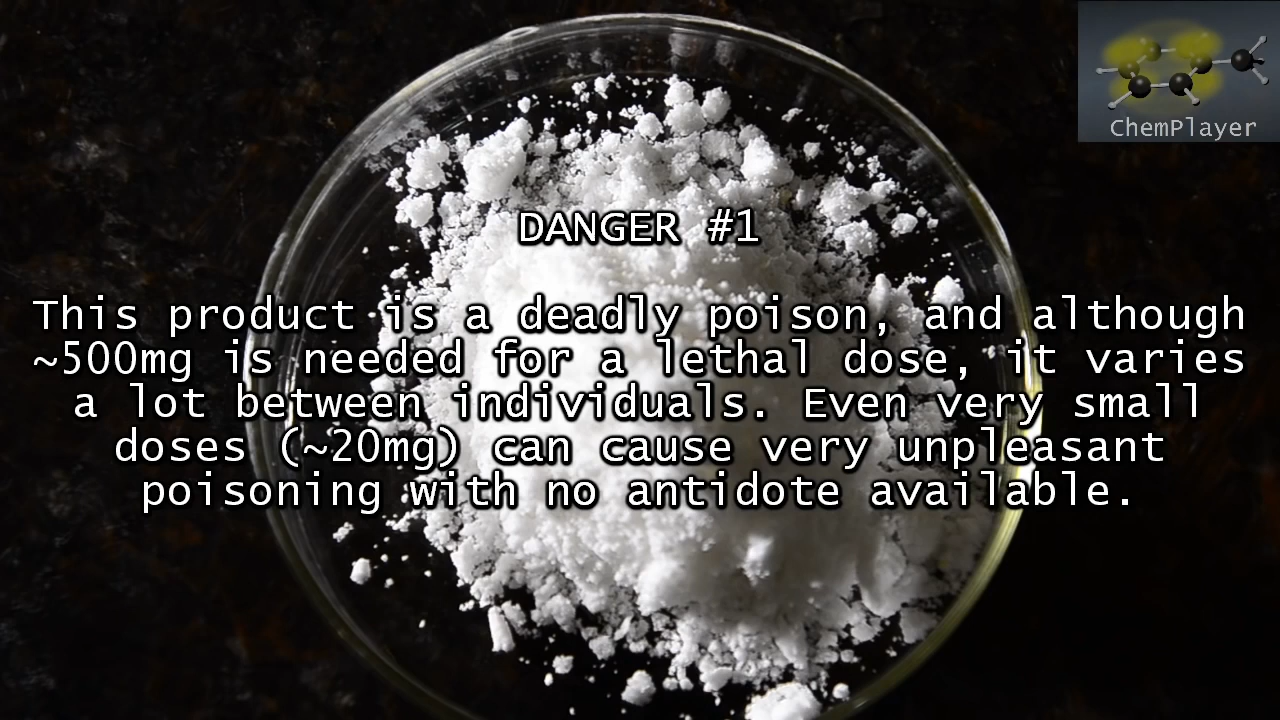 ChemPlayer
DANGER #1
This product is a deadly poison, and although
~500mg is needed for a lethal dose, it varies
a lot between individuals. Even very small
doses (~20mg) can cause very unpleasant
poisoning with no antidote available.